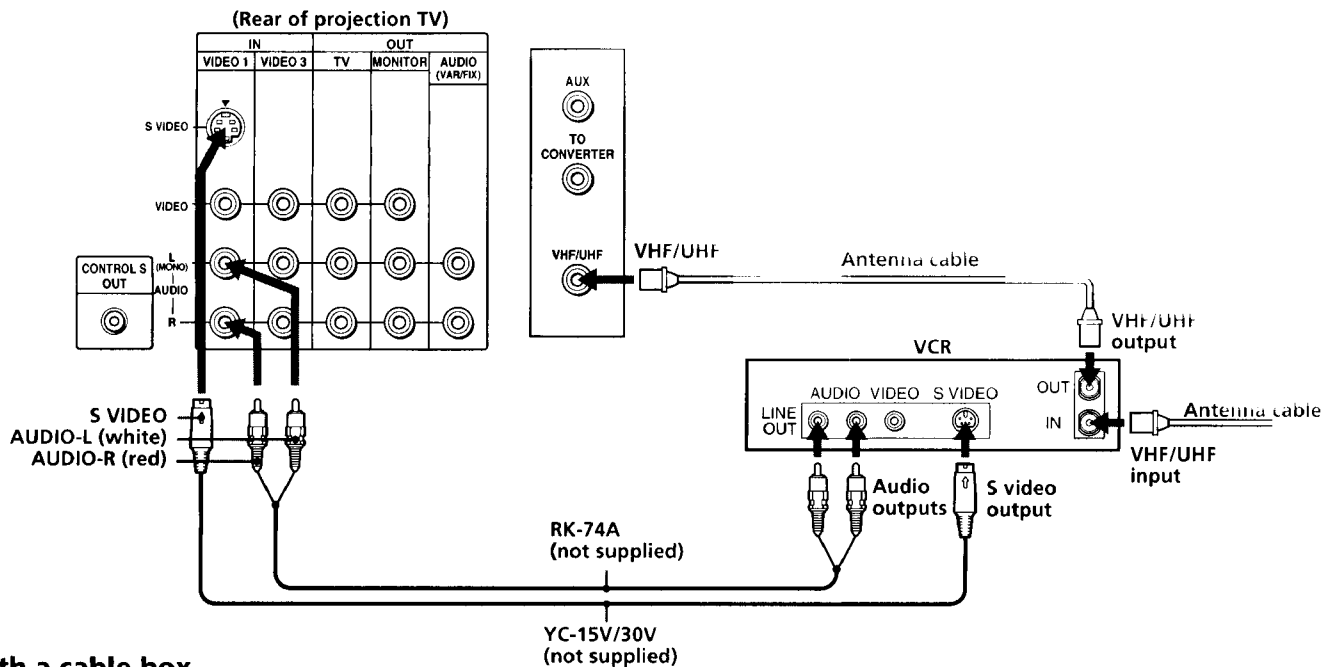 (Rear of projection TV)
IN OUT
VIDEO 1 VIDEO 3 TV MONITOR AUDIO
(VAR/FIX)
S VIDEO
VIDEO
L
(MONO)
AUDIO
R
CONTROL S
OUT
AUX
TO
CONVERTER
VHF/UHF
VHF/UHF
Antenna cable
VHF/UHF
output
VCR
AUDIO VIDEO S VIDEO
LINE
OUT
OUT
IN
Antenna cable
VHF/UHF
input
S VIDEO
AUDIO-L (white)
AUDIO-R (red)
Audio
outputs
S video
output
RK-74A
(not supplied)
YC-15V/30V
(not supplied)
a cable box